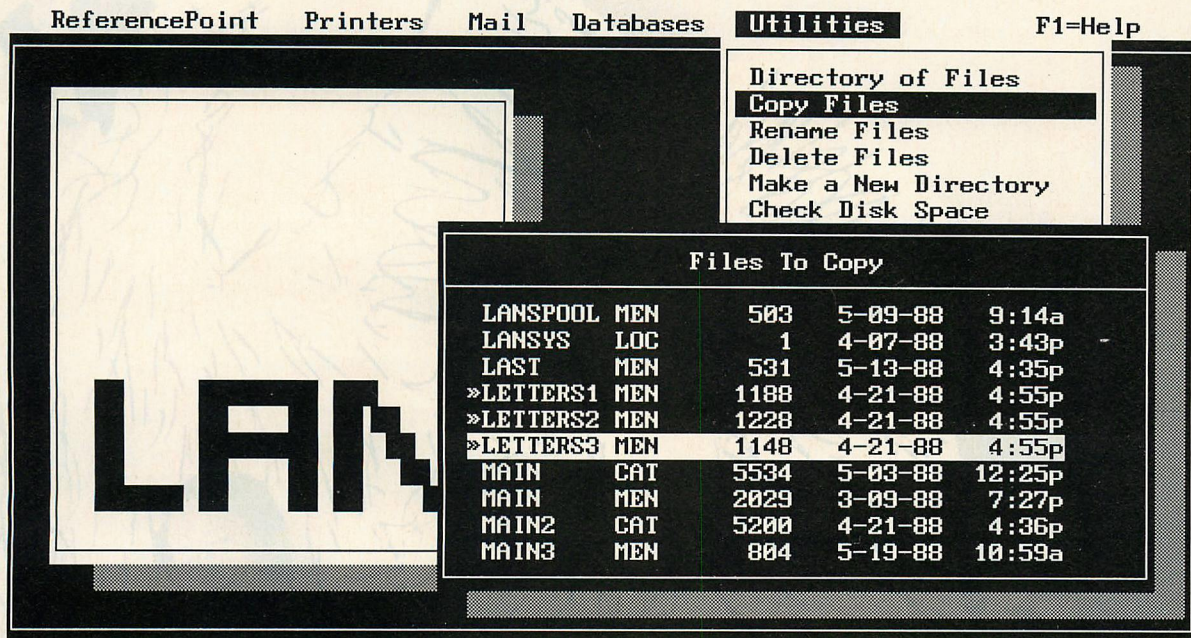 ReferencePoint Printers Mail Databases Utilities F1=Help
Directory of Files
Copy Files
Rename Files
Delete Files
Make a New Directory
Check Disk Space
LAN
Files To Copy
LANSPOOL MEN 503 5-09-88 9:14a
LANSYS LOC 1 4-07-88 3:43p
LAST MEN 531 5-13-88 4:35p
»LETTERS1 MEN 1188 4-21-88 4:55p
»LETTERS2 MEN 1228 4-21-88 4:55p
»LETTERS3 MEN 1148 4-21-88 4:55p
MAIN CAT 5534 5-03-88 12:25p
MAIN MEN 2029 3-09-88 7:27p
MAIN2 CAT 5200 4-21-88 4:36p
MAIN3 MEN 804 5-19-88 10:59a